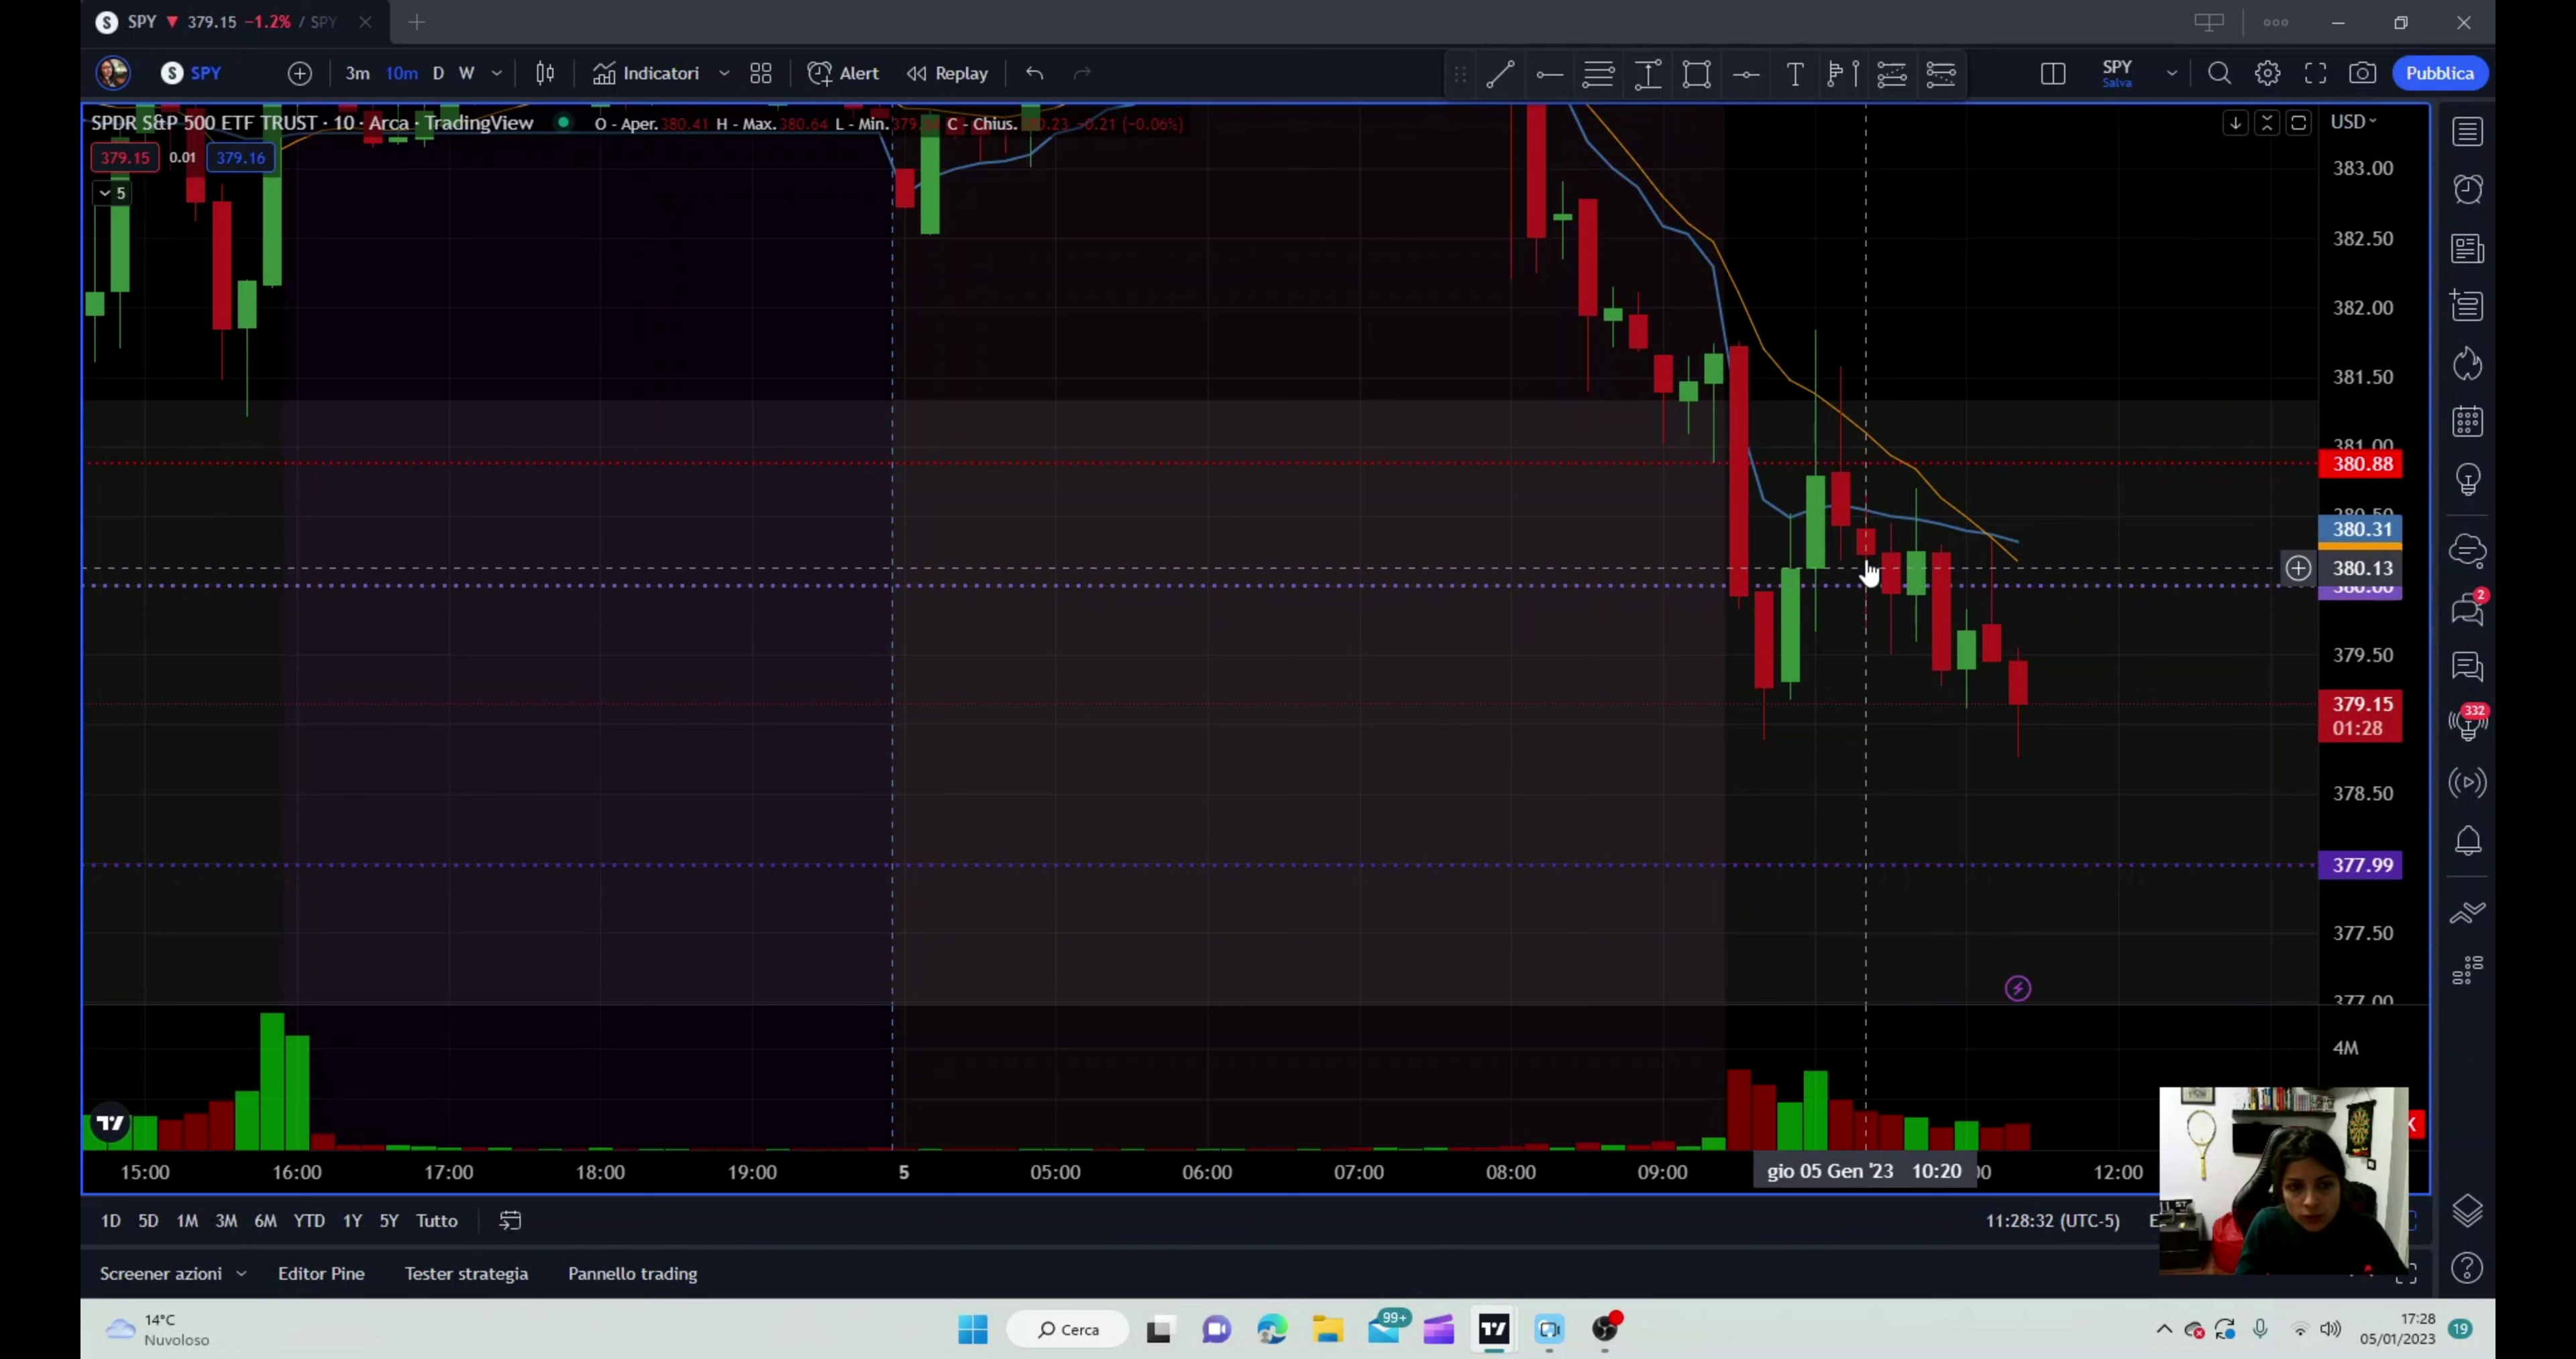 SPY 379.15 −1.2% / SPY
SPY 3m 10m D W Indicatori Alert Replay SPY Salva Pubblica
SPDR S&P 500 ETF TRUST · 10 · Arca · TradingView O - Aper. 380.41 H - Max. 380.64 L - Min. C - Chius. −0.21 (−0.06%) USD
379.15 0.01 379.16
5
383.00
382.50
382.00
381.50
381.00
380.88
380.50
380.31
380.13
380.00
379.50
379.15
01:28
378.50
377.99
377.50
377.00
4M
2
332
15:00 16:00 17:00 18:00 19:00 5 05:00 06:00 07:00 08:00 09:00 gio 05 Gen '23 10:20 12:00
1D 5D 1M 3M 6M YTD 1Y 5Y Tutto 11:28:32 (UTC-5)
Screener azioni Editor Pine Tester strategia Pannello trading
14°C
Nuvoloso
Cerca
99+
17:28
05/01/2023
19